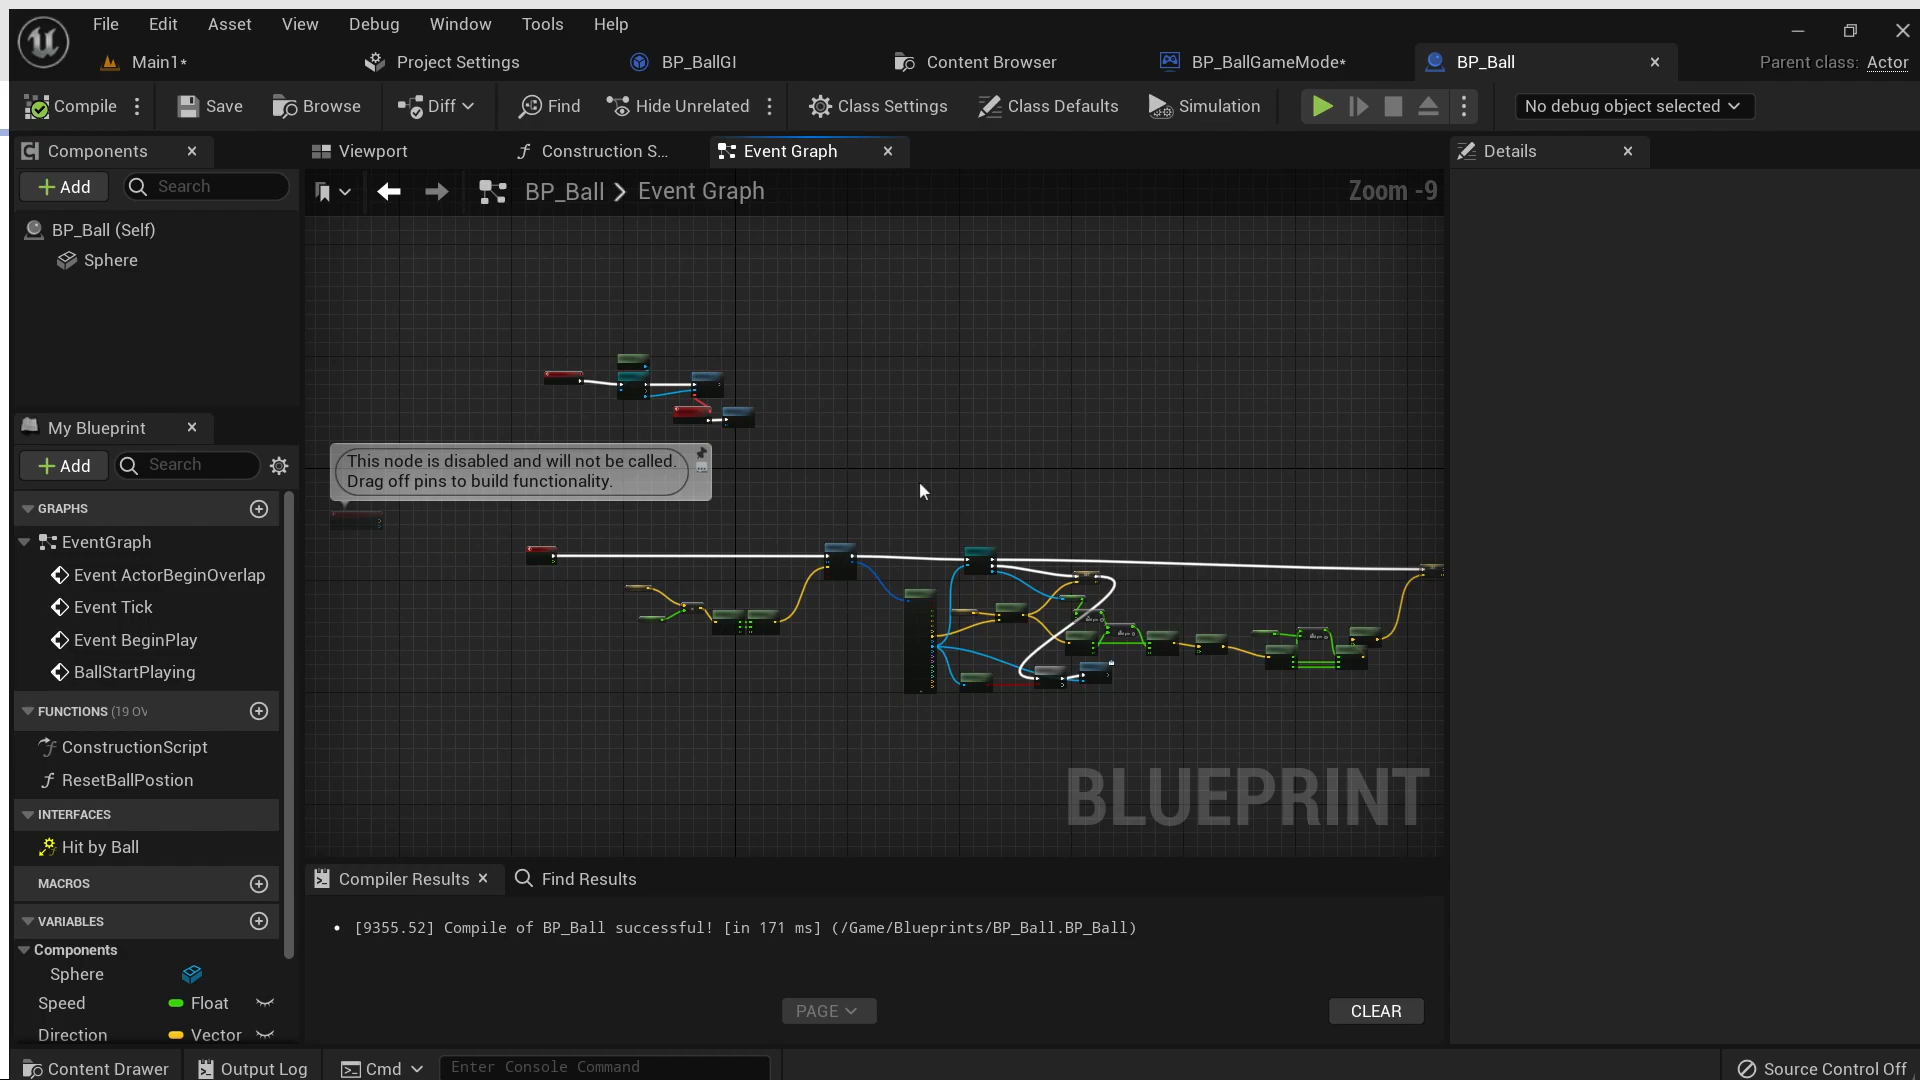 File Edit Asset View Debug Window Tools Help
Main1* Project Settings BP_BallGI Content Browser BP_BallGameMode* BP_Ball Parent class: Actor
Compile Save Browse Diff Find Hide Unrelated Class Settings Class Defaults Simulation No debug object selected
Components Viewport Construction S... Event Graph Details
Add Search BP_Ball Event Graph Zoom -9
BP_Ball (Self)
Sphere
My Blueprint
Add Search
This node is disabled and will not be called.
Drag off pins to build functionality.
GRAPHS
EventGraph
Event ActorBeginOverlap
Event Tick
Event BeginPlay
BallStartPlaying
FUNCTIONS (19 OV
ConstructionScript
ResetBallPostion
BLUEPRINT
INTERFACES
Hit by Ball
MACROS
Compiler Results Find Results
VARIABLES
[9355.52] Compile of BP_Ball successful! [in 171 ms] (/Game/Blueprints/BP_Ball.BP_Ball)
Components
Sphere
Speed Float
PAGE CLEAR
Direction Vector
Content Drawer Output Log Cmd Enter Console Command Source Control Off